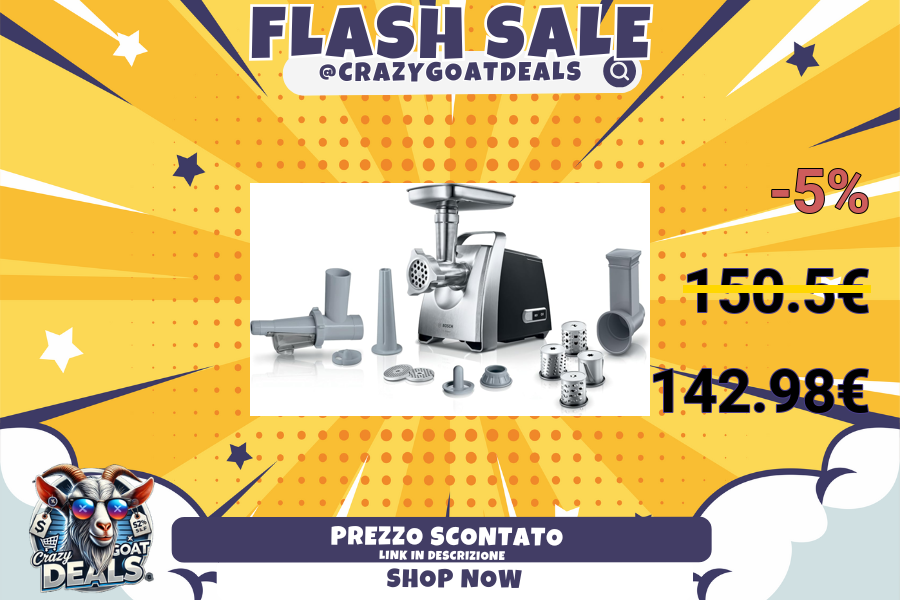 FLASH SALE
@CRAZYGOATDEALS
-5%
150.5€
142.98€
BOSCH
$
52%
Crazy
GOAT
DEALS
PREZZO SCONTATO
LINK IN DESCRIZIONE
SHOP NOW